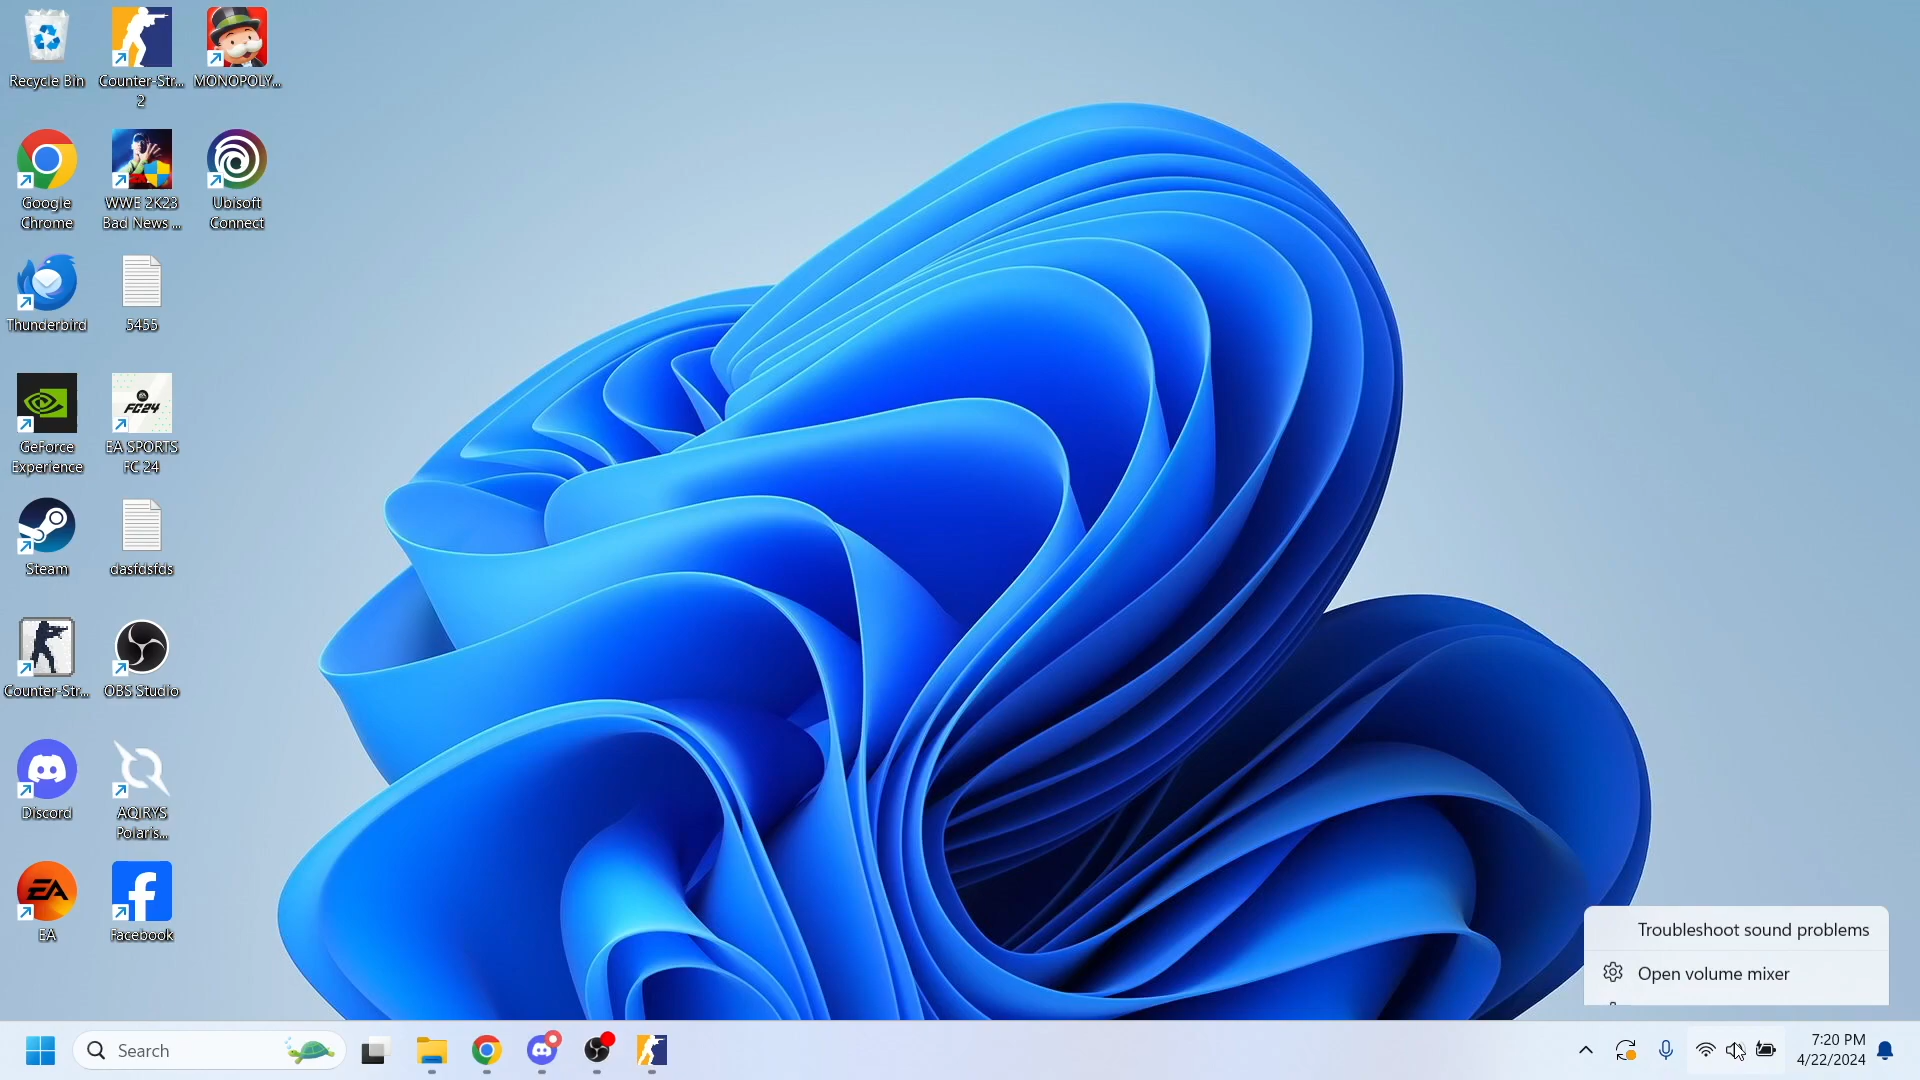 Recycle Bin
Counter-Str...
2
MONOPOLY...
Google
Chrome
WWE 2K23
Bad News ...
Ubisoft
Connect
Thunderbird
5455
GeForce
Experience
FC24
EA SPORTS
FC 24
Steam
dasfdsfds
Counter-Str...
OBS Studio
Discord
AQIRYS
Polaris...
EA
EA
Facebook
Troubleshoot sound problems
Open volume mixer
Search
7:20 PM
4/22/2024